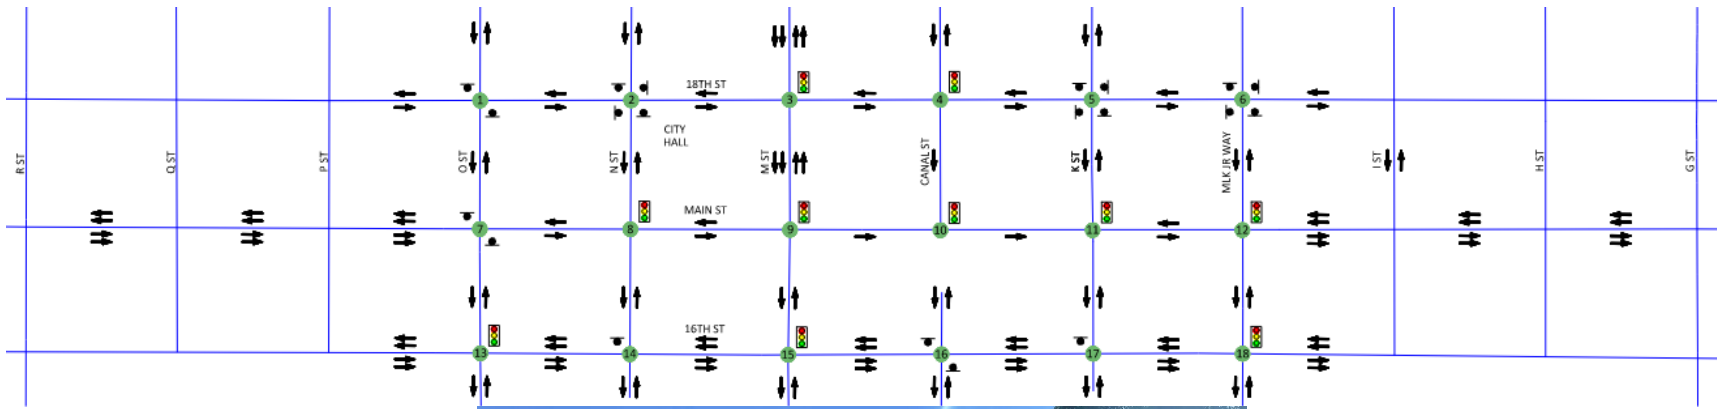 18TH ST
1
2
3
4
5
6
CITY
HALL
R ST
Q ST
P ST
O ST
N ST
M ST
CANAL ST
K ST
MLK JR WAY
I ST
H ST
G ST
MAIN ST
7
8
9
10
11
12
16TH ST
13
14
15
16
17
18